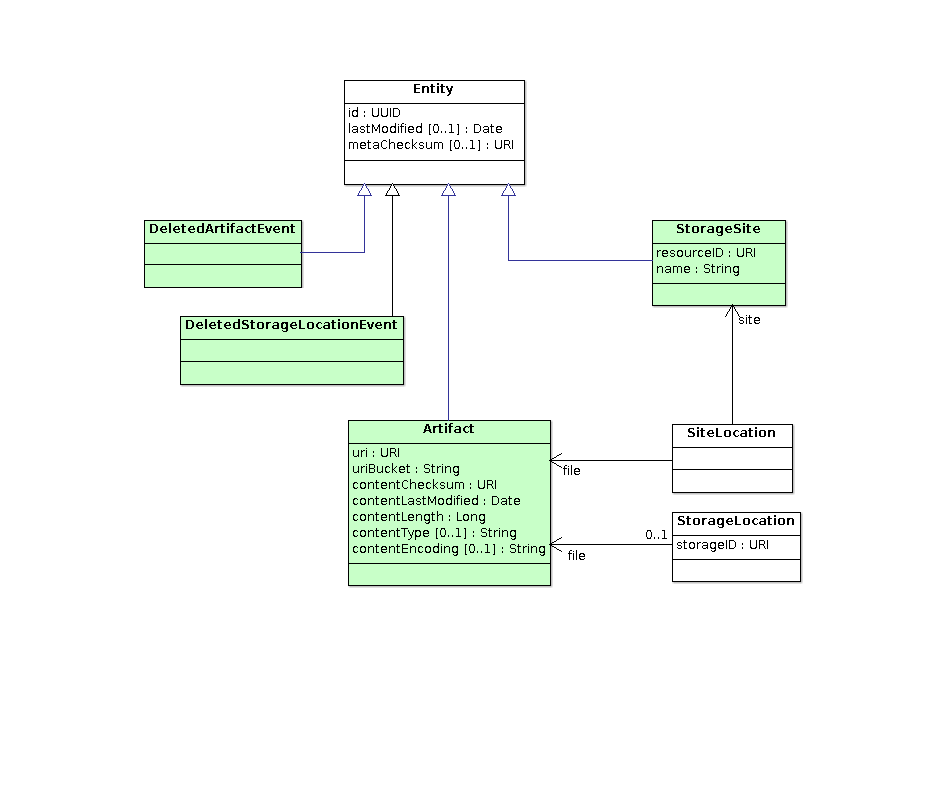 Entity
id : UUID
lastModified [0..1] : Date
metaChecksum [0..1] : URI
DeletedArtifactEvent
StorageSite
resourceID : URI
name : String
DeletedStorageLocationEvent
site
Artifact
uri : URI
uriBucket : String
contentChecksum : URI
contentLastModified : Date
contentLength : Long
contentType [0..1] : String
contentEncoding [0..1] : String
SiteLocation
file
StorageLocation
storageID : URI
0..1
file